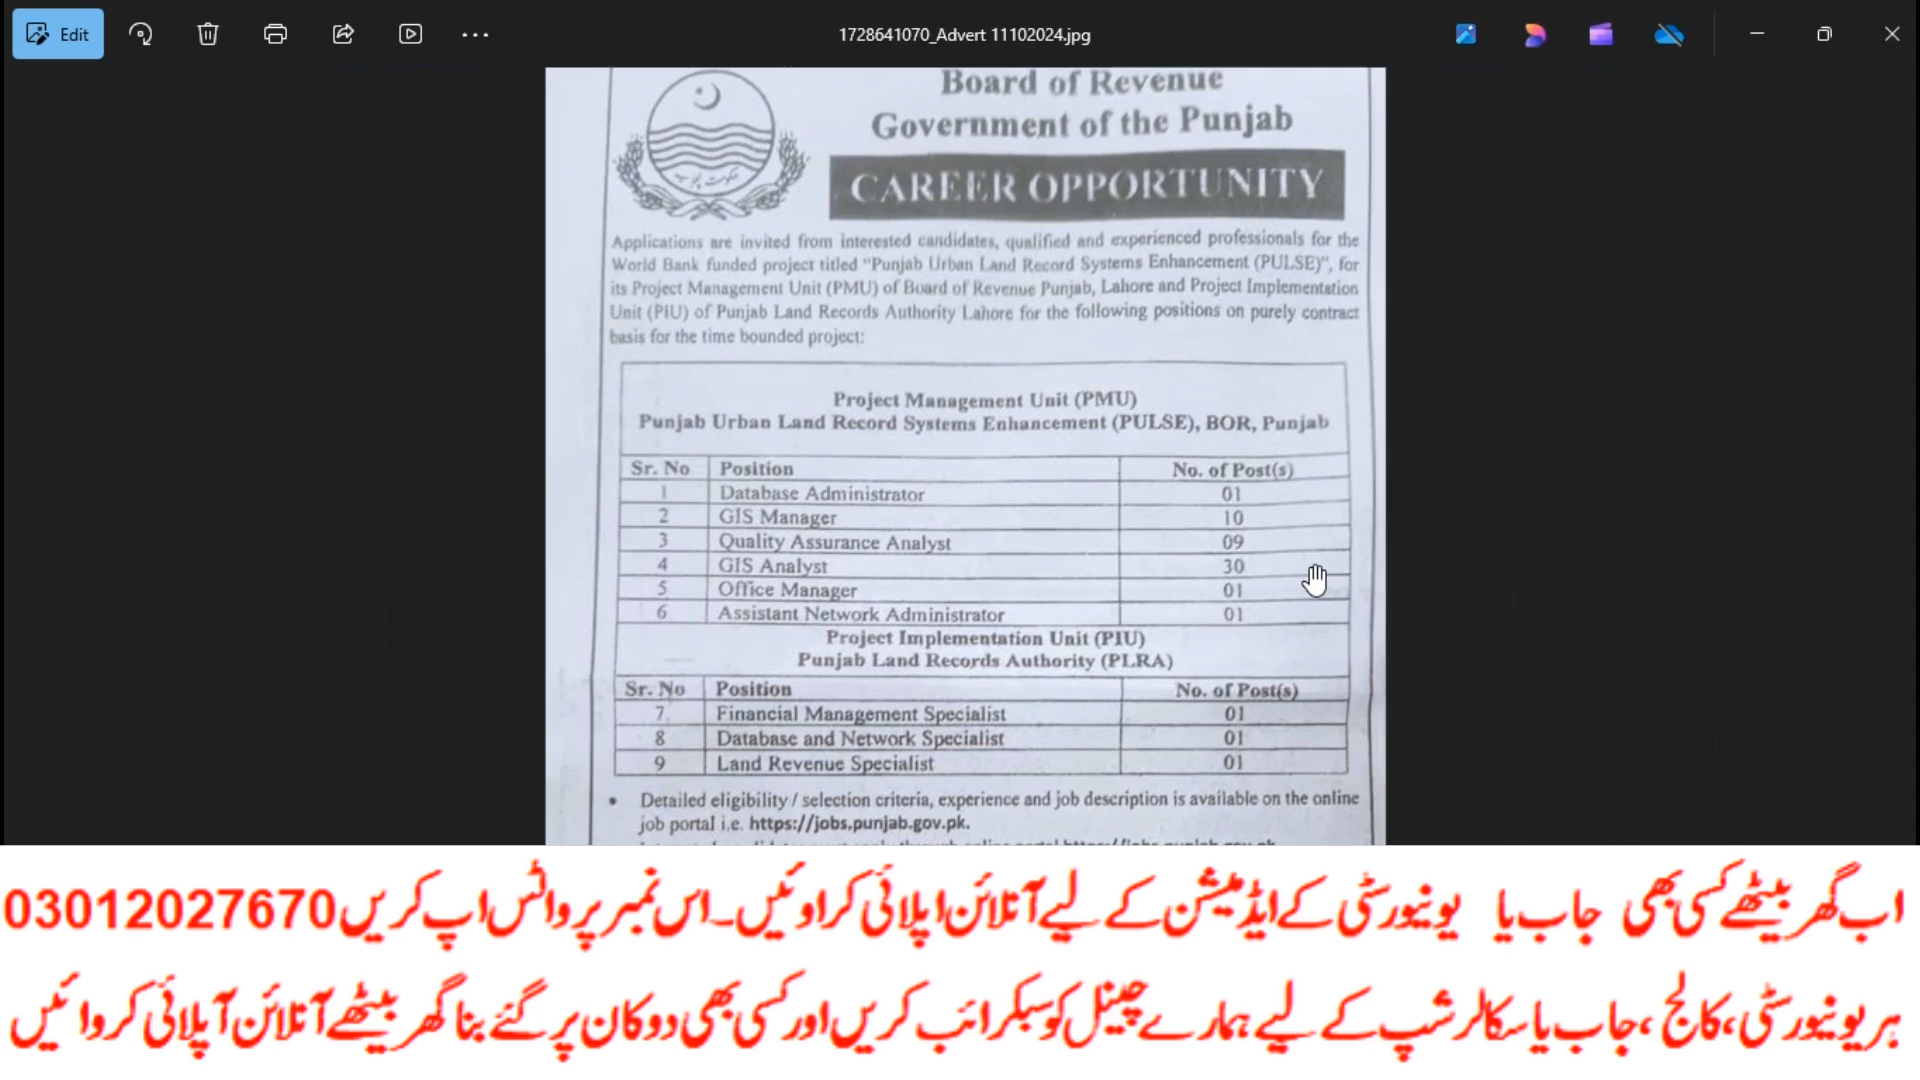 Edit
1728641070_Advert 11102024.jpg
Board of Revenue
Government of the Punjab
CAREER OPPORTUNITY
Applications are invited from interested candidates, qualified and experienced professionals for the
World Bank funded project titled "Punjab Urban Land Record Systems Enhancement (PULSE)", for
its Project Management Unit (PMU) of Board of Revenue Punjab, Lahore and Project Implementation
Unit (PIU) of Punjab Land Records Authority Lahore for the following positions on purely contract
basis for the time bounded project:
Project Management Unit (PMU)
Punjab Urban Land Record Systems Enhancement (PULSE), BOR, Punjab
Sr. No Position No. of Post(s)
1 Database Administrator 01
2 GIS Manager 10
3 Quality Assurance Analyst 09
4 GIS Analyst 30
5 Office Manager 01
6 Assistant Network Administrator 01
Project Implementation Unit (PIU)
Punjab Land Records Authority (PLRA)
Sr. No Position No. of Post(s)
7 Financial Management Specialist 01
8 Database and Network Specialist 01
9 Land Revenue Specialist 01
• Detailed eligibility / selection criteria, experience and job description is available on the online
job portal i.e. https://jobs.punjab.gov.pk.
اب گھر بیٹھے کسی بھی جاب یا یونیورسٹی کے ایڈمیشن کے لیے آنلائن اپلائی کراوئیں۔اس نمبر پر واٹس اپ کریں 03012027670
ہر یونیورسٹی، کالج ،جاب یا سکالر شپ کے لیے ہمارے چینل کو سبکرائب کریں اور کسی بھی دوکان پر گئے بنا گھر بیٹھے آنلائن آپلائی کروائیں